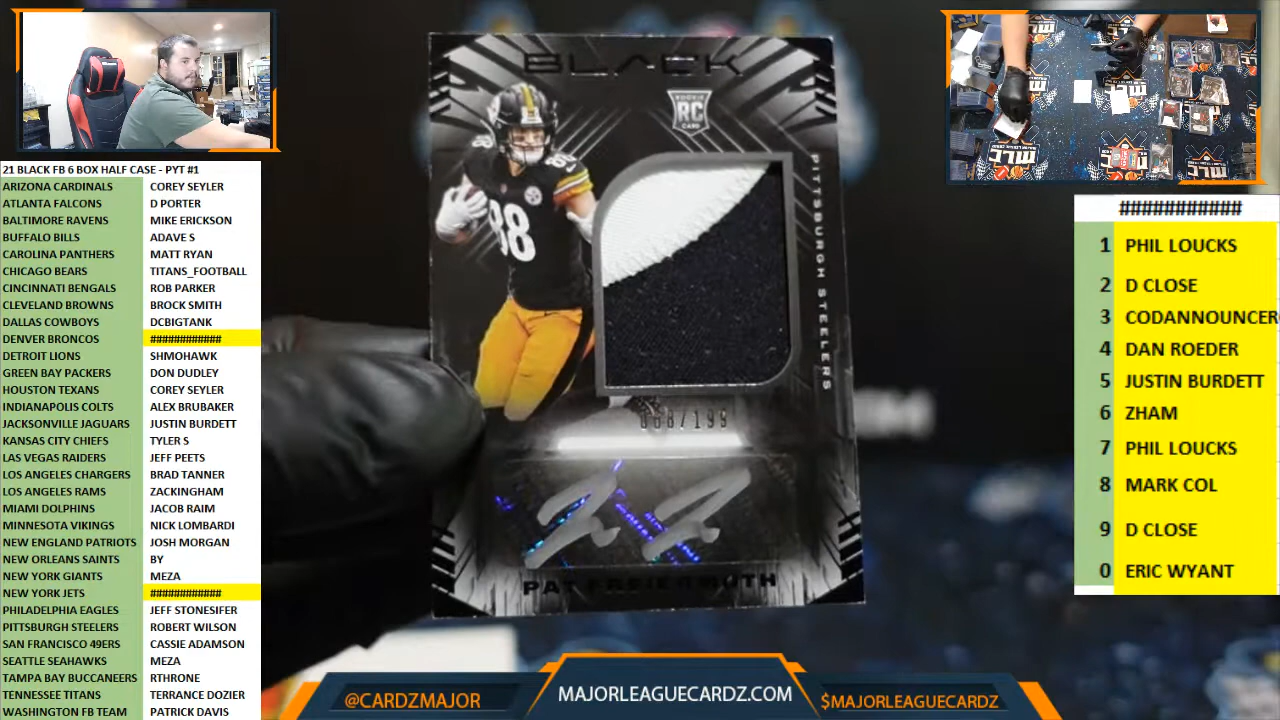 21 BLACK FB 6 BOX HALF CASE - PYT #1
ARIZONA CARDINALS COREY SEYLER
ATLANTA FALCONS D PORTER
BALTIMORE RAVENS MIKE ERICKSON
BUFFALO BILLS ADAVE S
CAROLINA PANTHERS MATT RYAN
CHICAGO BEARS TITANS_FOOTBALL
CINCINNATI BENGALS ROB PARKER
CLEVELAND BROWNS BROCK SMITH
DALLAS COWBOYS DCBIGTANK
DENVER BRONCOS ############
DETROIT LIONS SHMOHAWK
GREEN BAY PACKERS DON DUDLEY
HOUSTON TEXANS COREY SEYLER
INDIANAPOLIS COLTS ALEX BRUBAKER
JACKSONVILLE JAGUARS JUSTIN BURDETT
KANSAS CITY CHIEFS TYLER S
LAS VEGAS RAIDERS JEFF PEETS
LOS ANGELES CHARGERS BRAD TANNER
LOS ANGELES RAMS ZACKINGHAM
MIAMI DOLPHINS JACOB RAIM
MINNESOTA VIKINGS NICK LOMBARDI
NEW ENGLAND PATRIOTS JOSH MORGAN
NEW ORLEANS SAINTS BY
NEW YORK GIANTS MEZA
NEW YORK JETS ############
PHILADELPHIA EAGLES JEFF STONESIFER
PITTSBURGH STEELERS ROBERT WILSON
SAN FRANCISCO 49ERS CASSIE ADAMSON
SEATTLE SEAHAWKS MEZA
TAMPA BAY BUCCANEERS RTHRONE
TENNESSEE TITANS TERRANCE DOZIER
WASHINGTON FB TEAM PATRICK DAVIS
BLACK
ROOKIE
RC
CARD
88
88
PITTSBURGH STEELERS
068/199
PAT FREIERMUTH
MLC
###########
1 PHIL LOUCKS
2 D CLOSE
3 CODANNOUNCER
4 DAN ROEDER
5 JUSTIN BURDETT
6 ZHAM
7 PHIL LOUCKS
8 MARK COL
9 D CLOSE
0 ERIC WYANT
@CARDZMAJOR
MAJORLEAGUECARDZ.COM
$MAJORLEAGUECARDZ